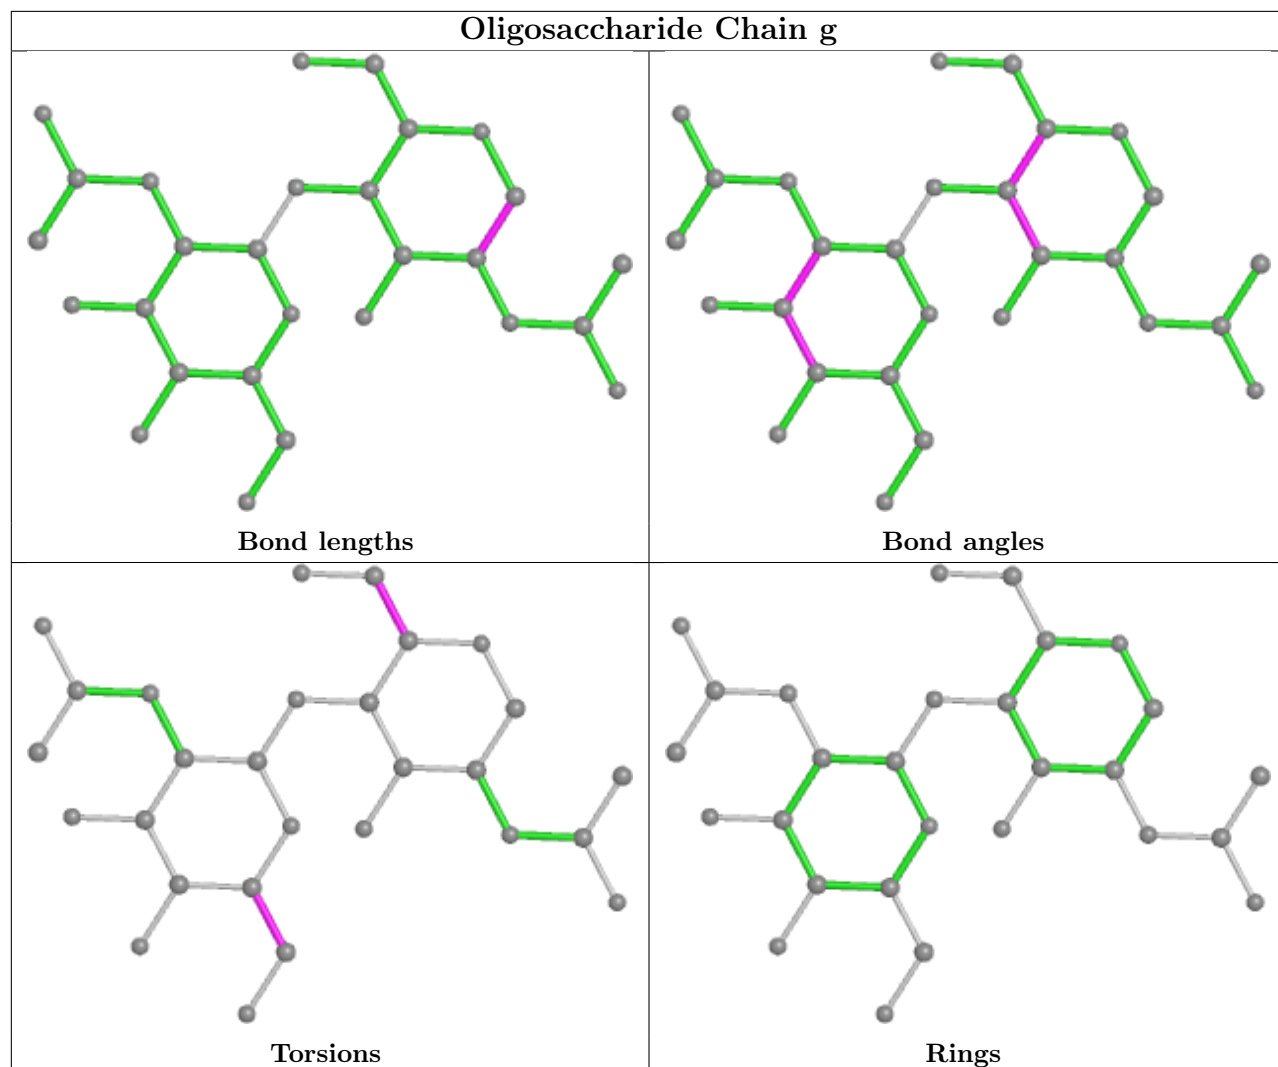 Oligosaccharide Chain g
Bond lengths
Bond angles
Torsions
Rings